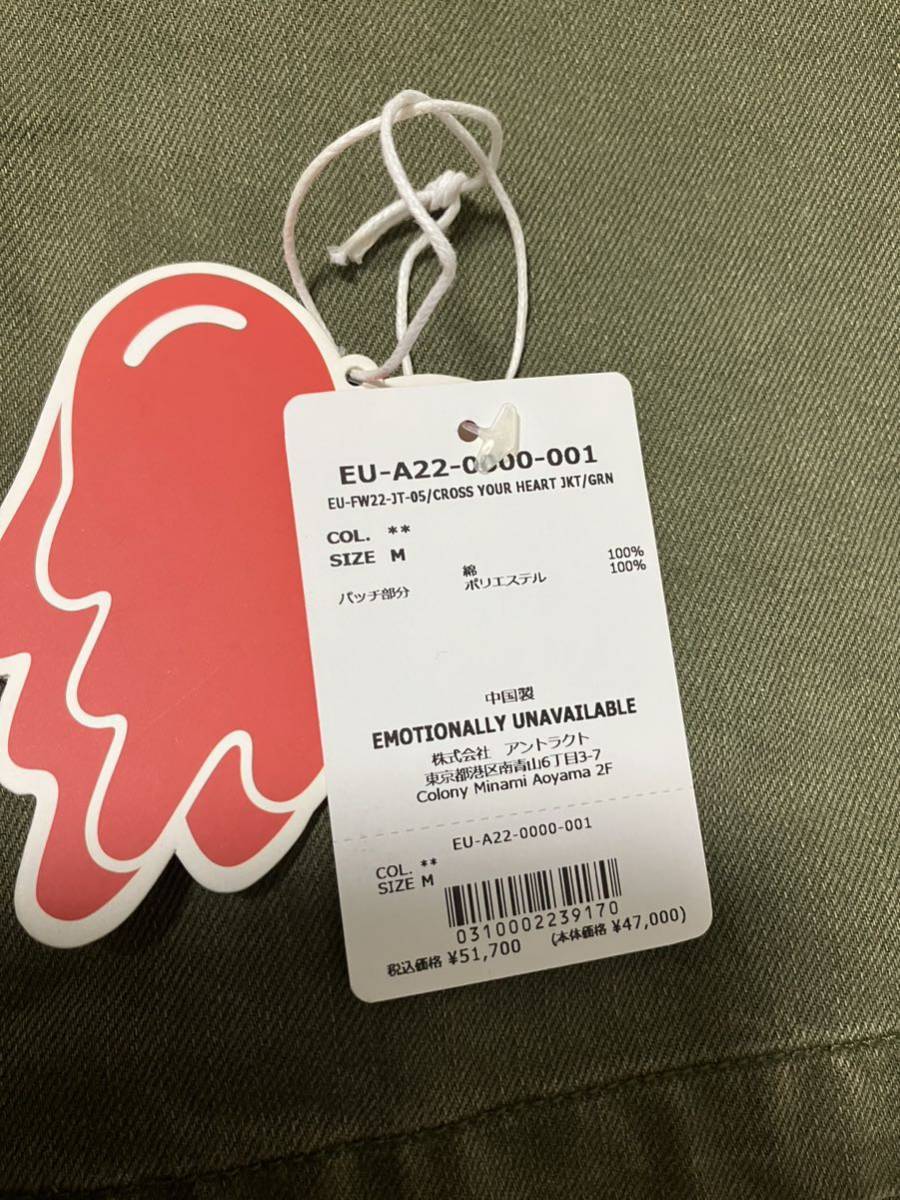 EU-A22-0000-001
EU-FW22-JT-05/CROSS YOUR HEART JKT/GRN
COL. **
SIZE M
綿 100%
パッチ部分 ポリエステル 100%
中国製
EMOTIONALLY UNAVAILABLE
株式会社 アントラクト
東京都港区南青山6丁目3-7
Colony Minami Aoyama 2F
EU-A22-0000-001
COL. **
SIZE M
0310002239170
税込価格 ¥51,700 (本体価格 ¥47,000)